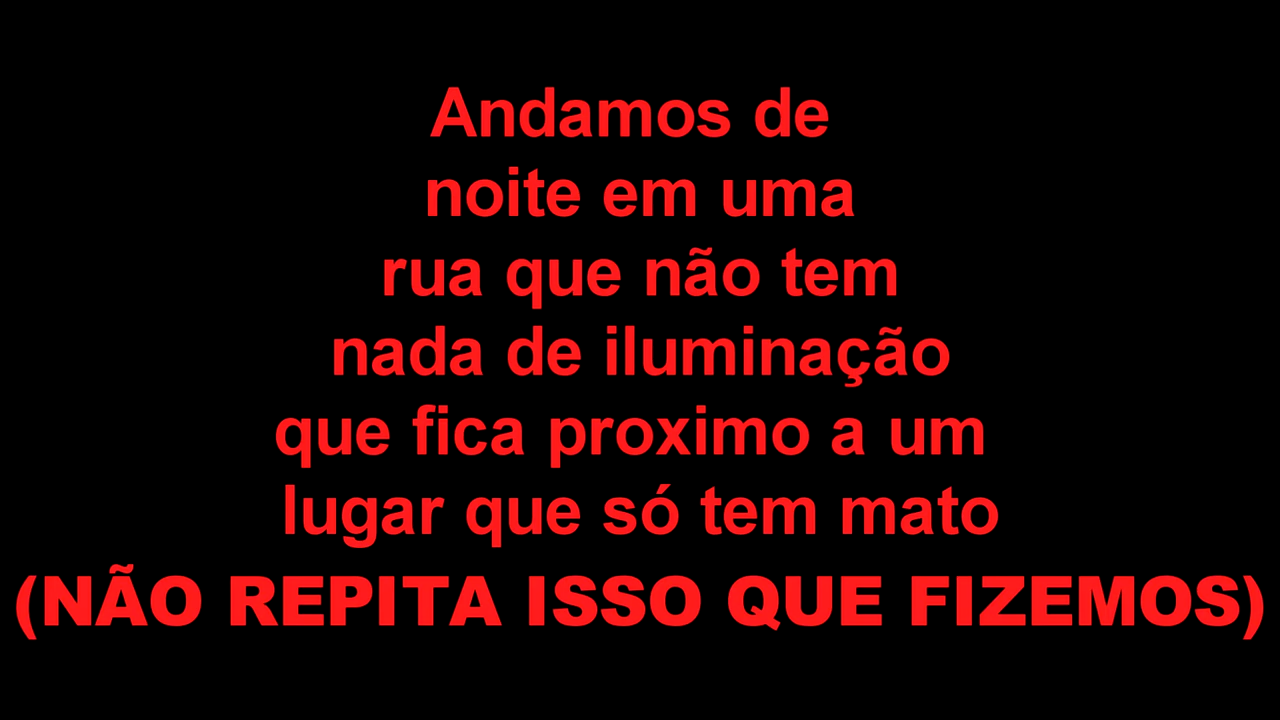 Andamos de
noite em uma
rua que não tem
nada de iluminação
que fica proximo a um
lugar que só tem mato
(NÃO REPITA ISSO QUE FIZEMOS)